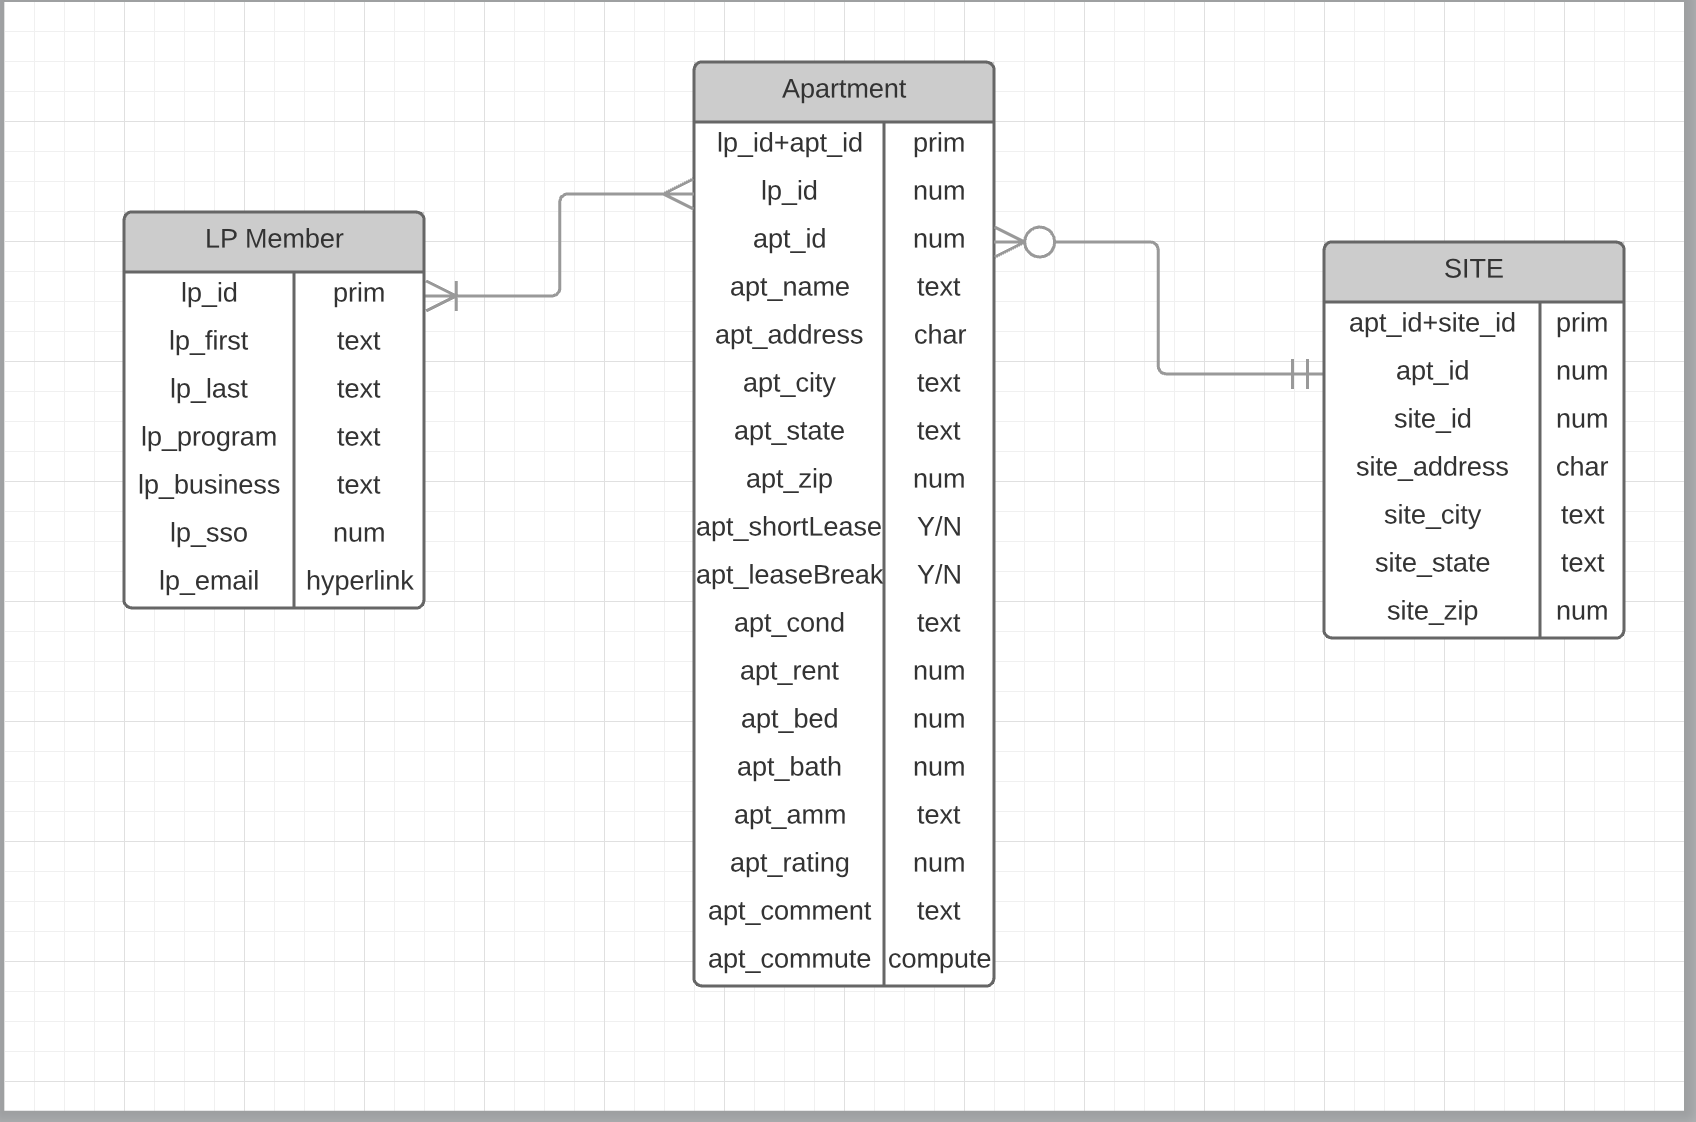 LP Member
lp_id prim
lp_first text
lp_last text
lp_program text
lp_business text
lp_sso num
lp_email hyperlink
Apartment
lp_id+apt_id prim
lp_id num
apt_id num
apt_name text
apt_address char
apt_city text
apt_state text
apt_zip num
apt_shortLease Y/N
apt_leaseBreak Y/N
apt_cond text
apt_rent num
apt_bed num
apt_bath num
apt_amm text
apt_rating num
apt_comment text
apt_commute compute
SITE
apt_id+site_id prim
apt_id num
site_id num
site_address char
site_city text
site_state text
site_zip num